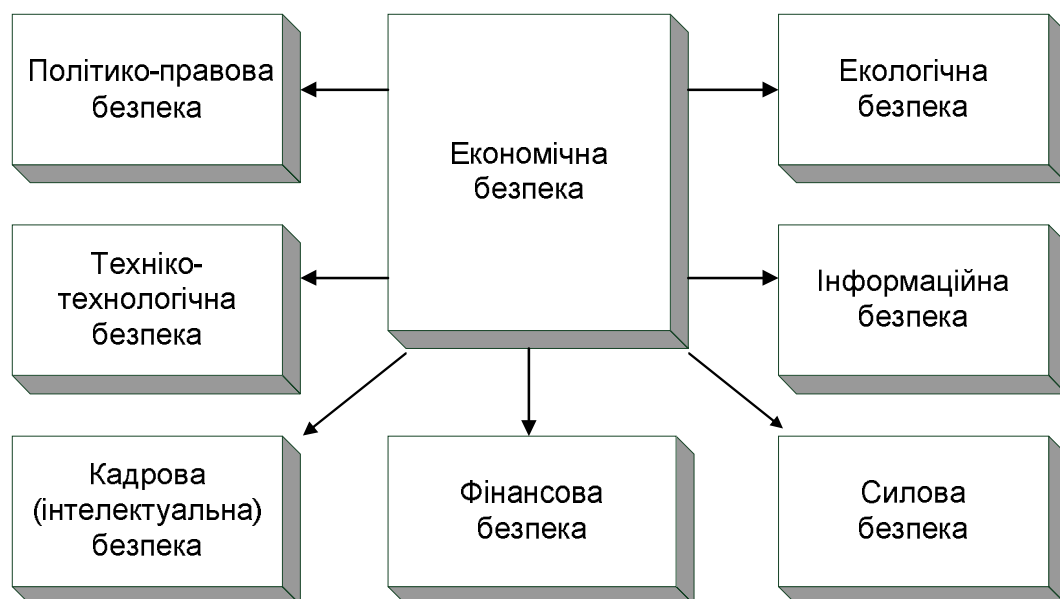 Політико-правова
безпека
Економічна
безпека
Екологічна
безпека
Техніко-
технологічна
безпека
Інформаційна
безпека
Кадрова
(інтелектуальна)
безпека
Фінансова
безпека
Силова
безпека